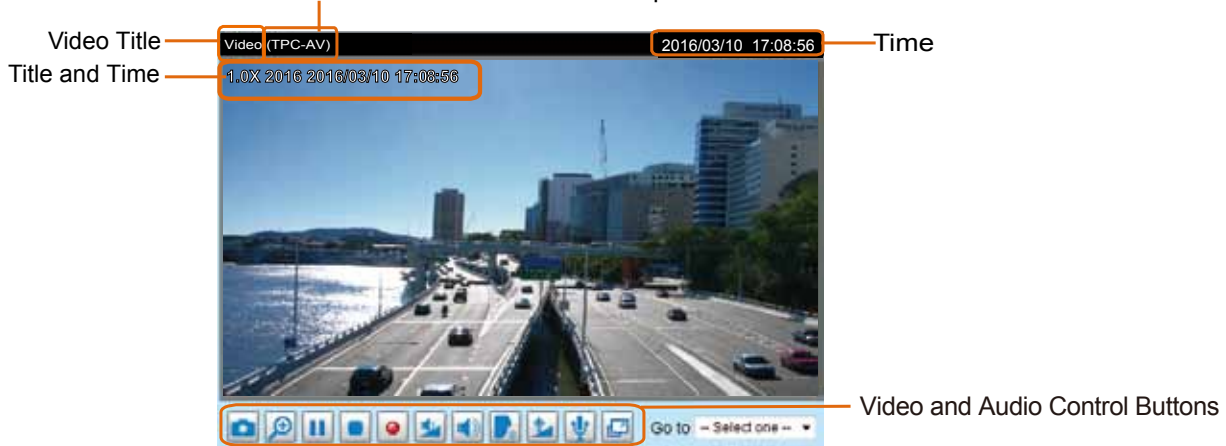 Video Title
Video (TPC-AV)
2016/03/10 17:08:56
Time
Title and Time
1.0X 2016 2016/03/10 17:08:56
Video and Audio Control Buttons
Go to
-- Select one --